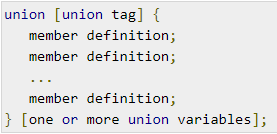 union [union tag] {
member definition;
member definition;
...
member definition;
} [one or more union variables];